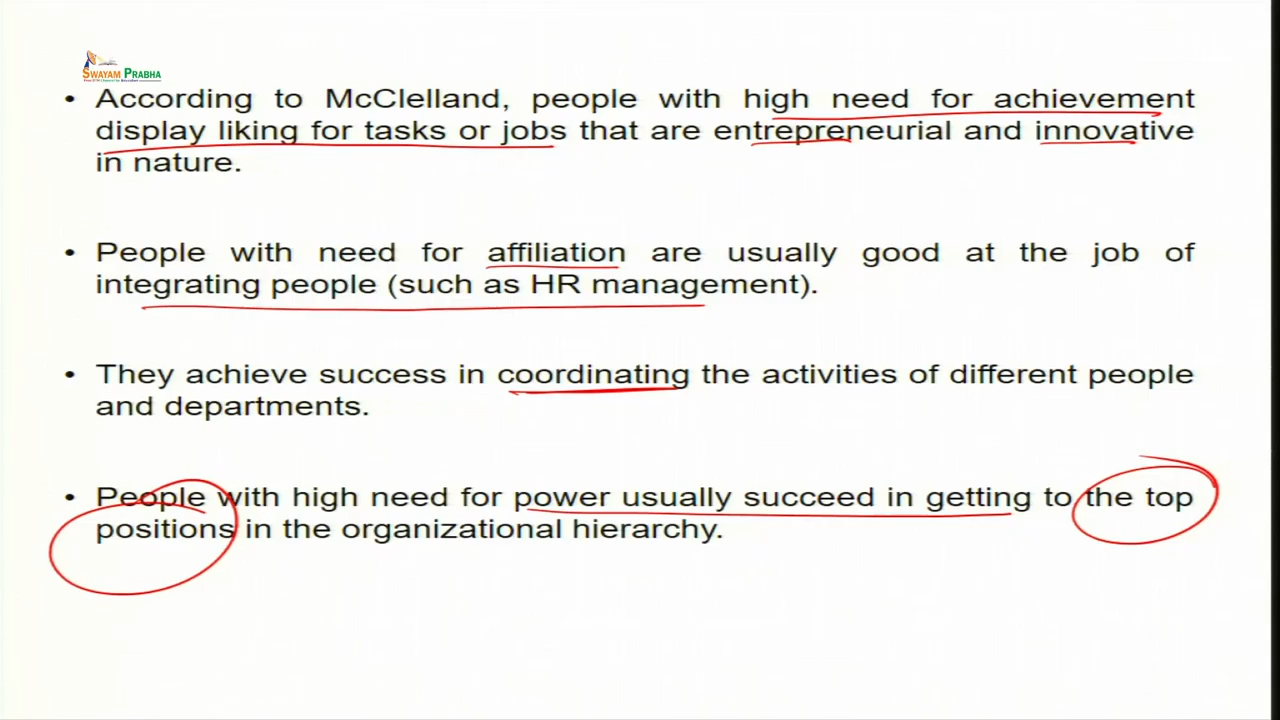 SWAYAM PRABHA
• According to McClelland, people with high need for achievement
display liking for tasks or jobs that are entrepreneurial and innovative
in nature.
• People with need for affiliation are usually good at the job of
integrating people (such as HR management).
• They achieve success in coordinating the activities of different people
and departments.
• People with high need for power usually succeed in getting to the top
positions in the organizational hierarchy.